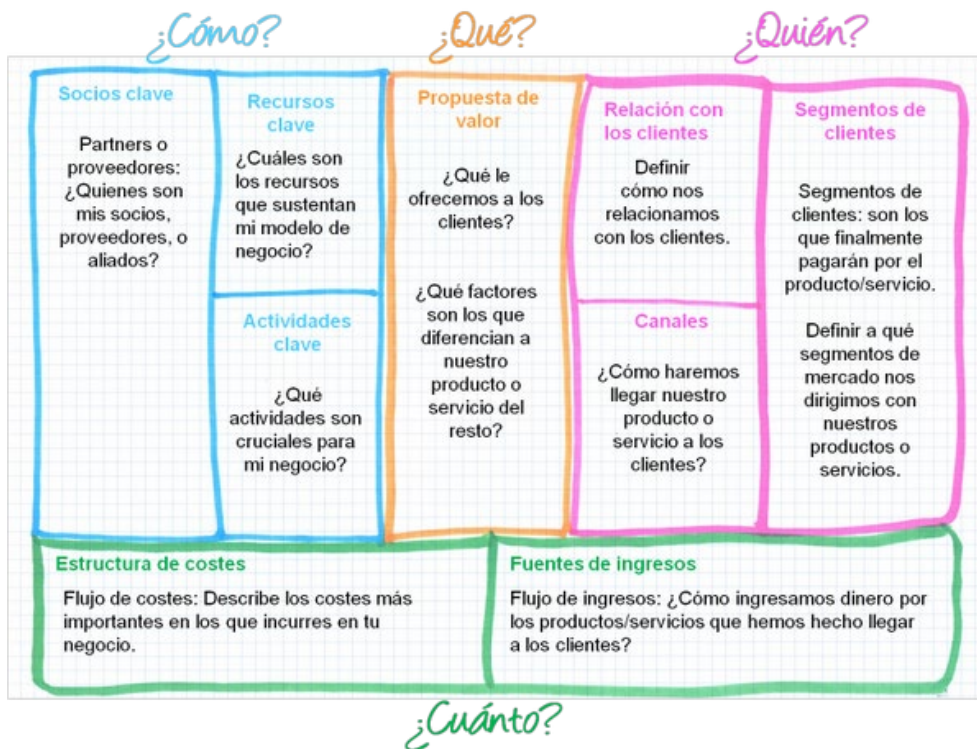 ¿Cómo?
¿Qué?
¿Quién?
Socios clave
Partners o
proveedores:
¿Quienes son
mis socios,
proveedores, o
aliados?
Recursos
clave
¿Cuáles son
los recursos
que sustentan
mi modelo de
negocio?
Actividades
clave
¿Qué
actividades son
cruciales para
mi negocio?
Propuesta de
valor
¿Qué le
ofrecemos a los
clientes?
¿Qué factores
son los que
diferencian a
nuestro
producto o
servicio del
resto?
Relación con
los clientes
Definir
cómo nos
relacionamos
con los clientes.
Canales
¿Cómo haremos
llegar nuestro
producto o
servicio a los
clientes?
Segmentos de
clientes
Segmentos de
clientes: son los
que finalmente
pagarán por el
producto/servicio.
Definir a qué
segmentos de
mercado nos
dirigimos con
nuestros
productos o
servicios.
Estructura de costes
Flujo de costes: Describe los costes más
importantes en los que incurres en tu
negocio.
Fuentes de ingresos
Flujo de ingresos: ¿Cómo ingresamos dinero por
los productos/servicios que hemos hecho llegar
a los clientes?
¿Cuánto?